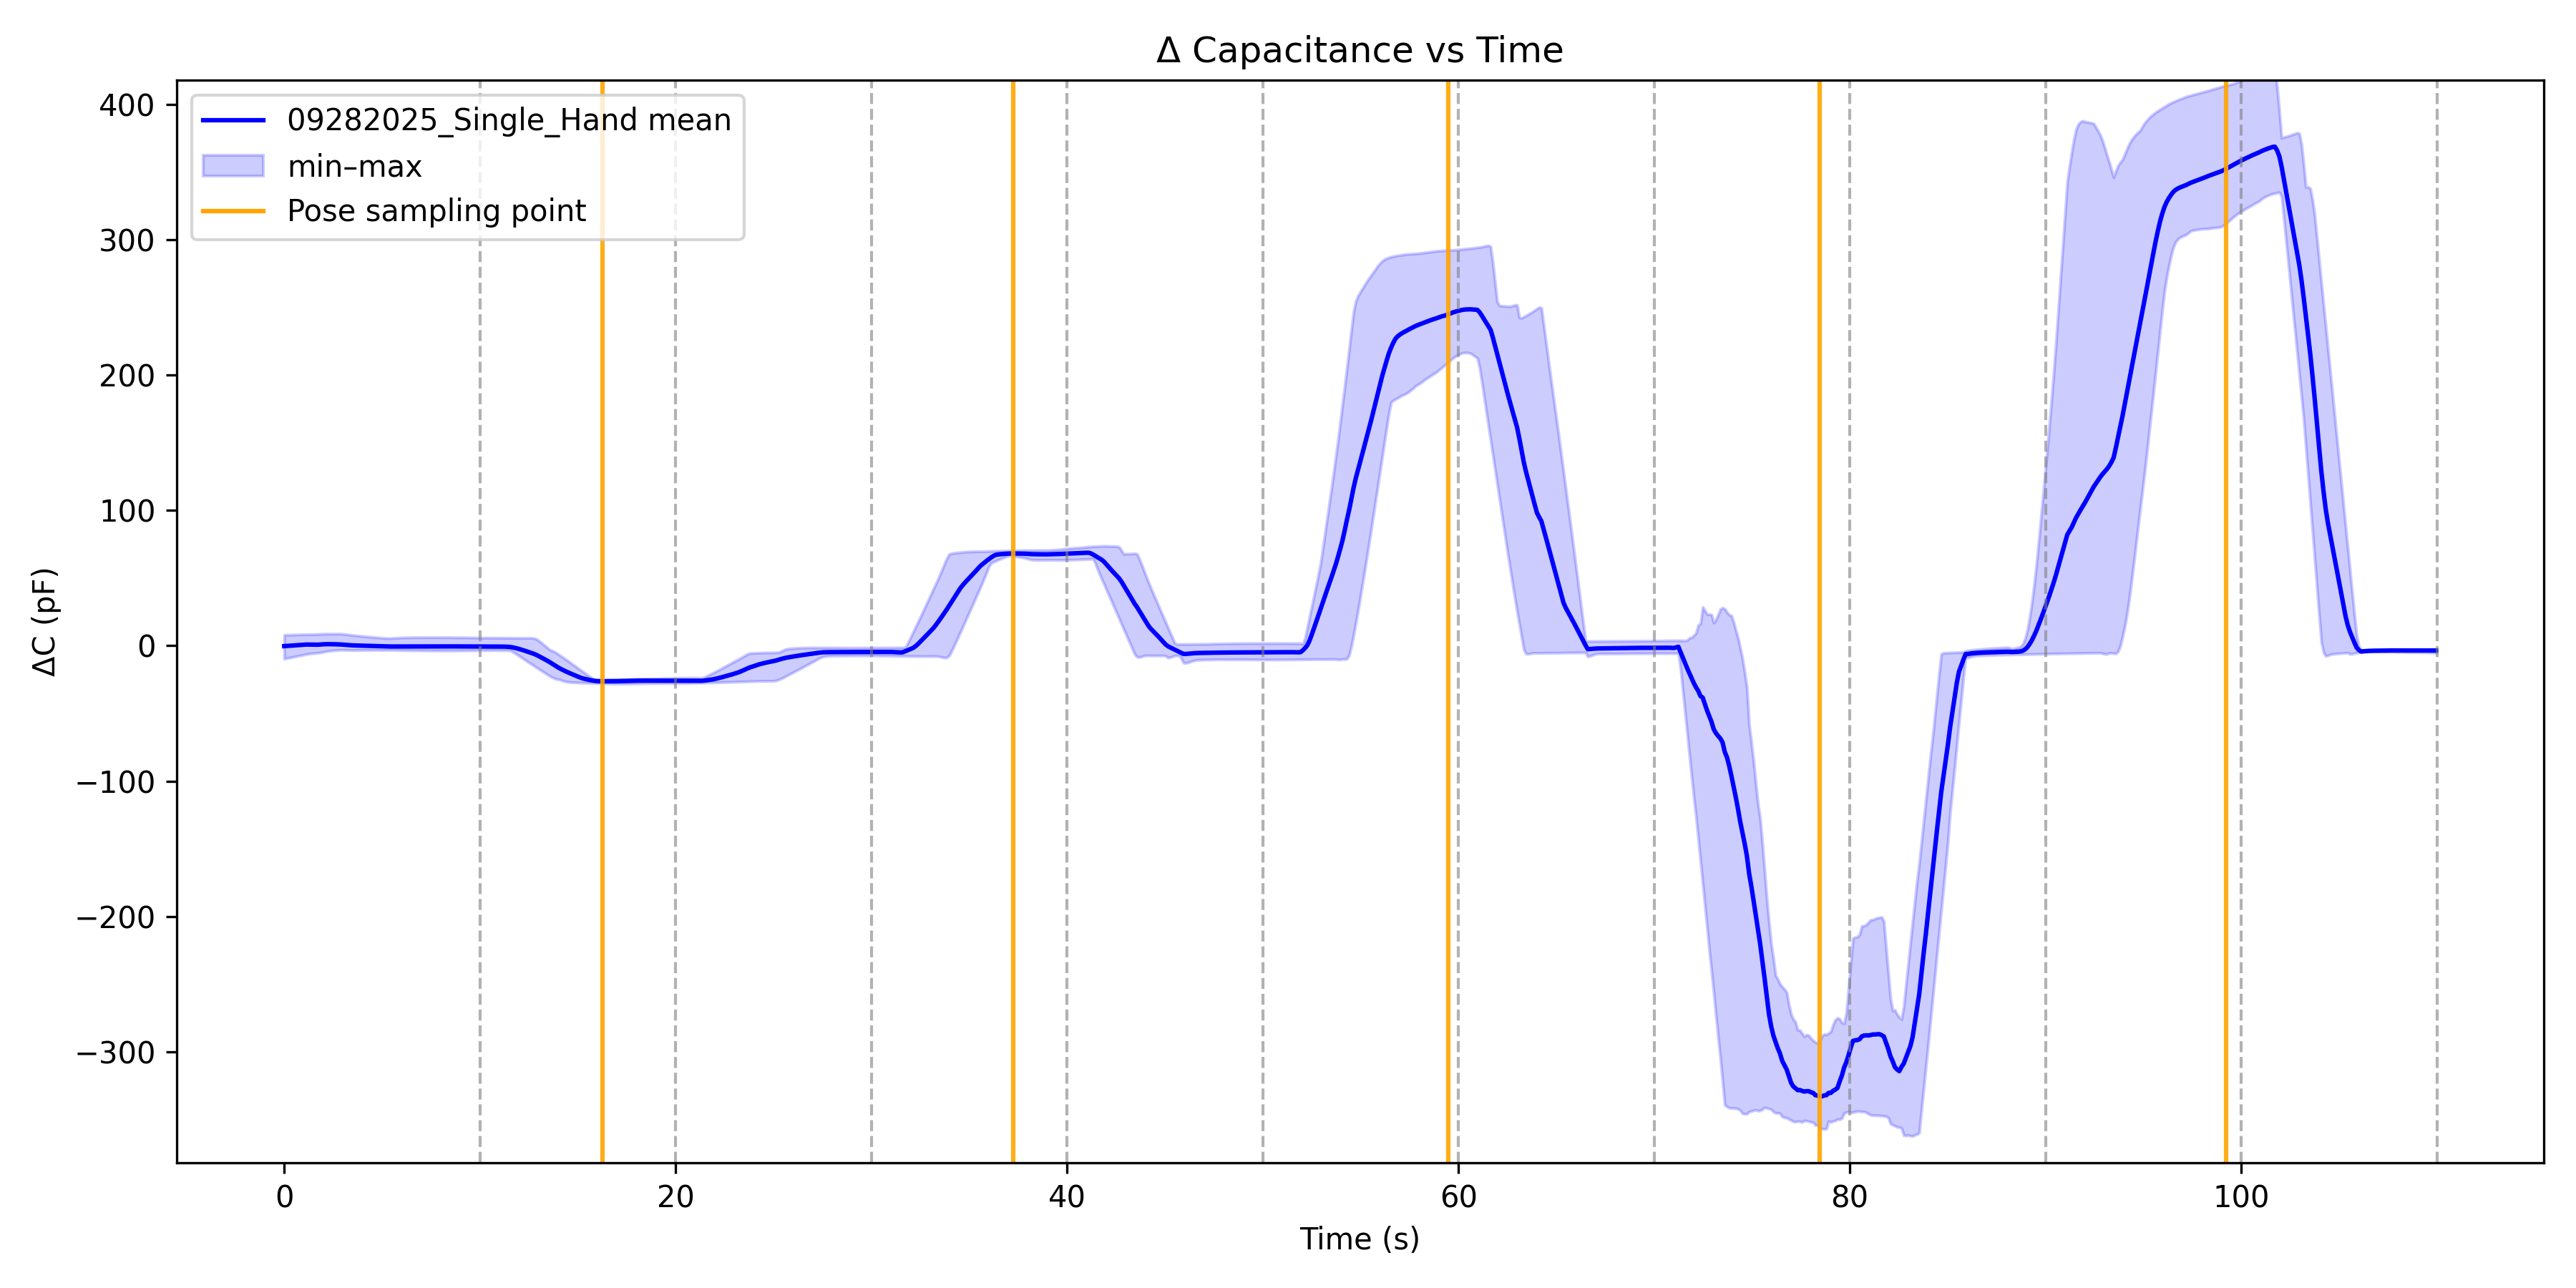 Δ Capacitance vs Time
09282025_Single_Hand mean
min–max
Pose sampling point
ΔC (pF)
400
300
200
100
0
−100
−200
−300
0 20 40 60 80 100
Time (s)